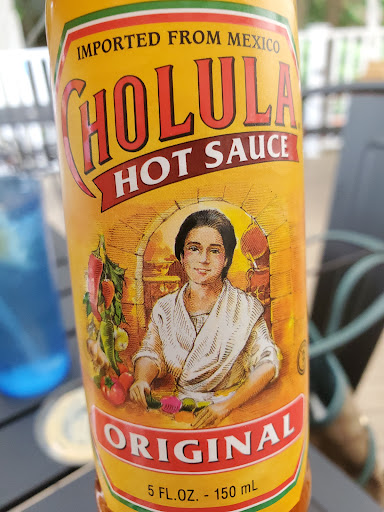 IMPORTED FROM MEXICO
CHOLULA
HOT SAUCE
ORIGINAL
5 FL.OZ. - 150 mL